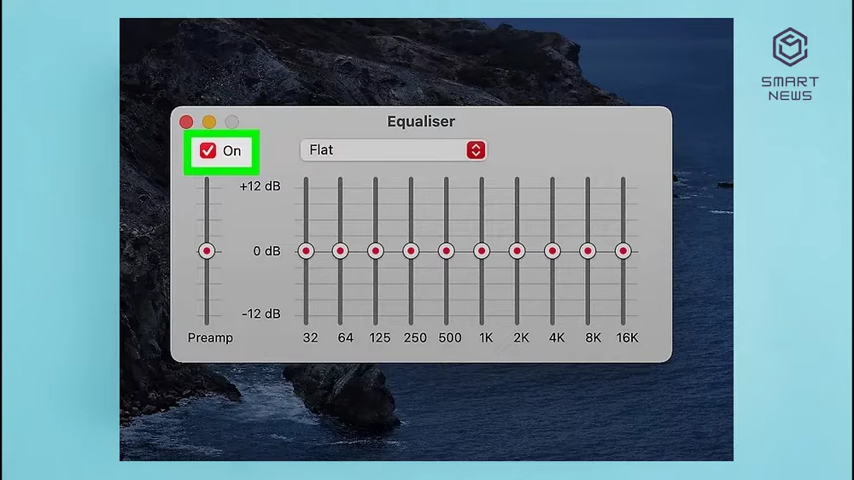 SMART
NEWS
Equaliser
On
Flat
+12 dB
0 dB
-12 dB
Preamp 32 64 125 250 500 1K 2K 4K 8K 16K